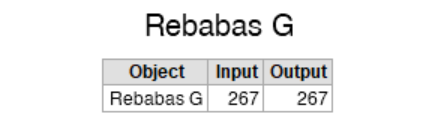 Rebabas G
Object Input Output
Rebabas G 267 267